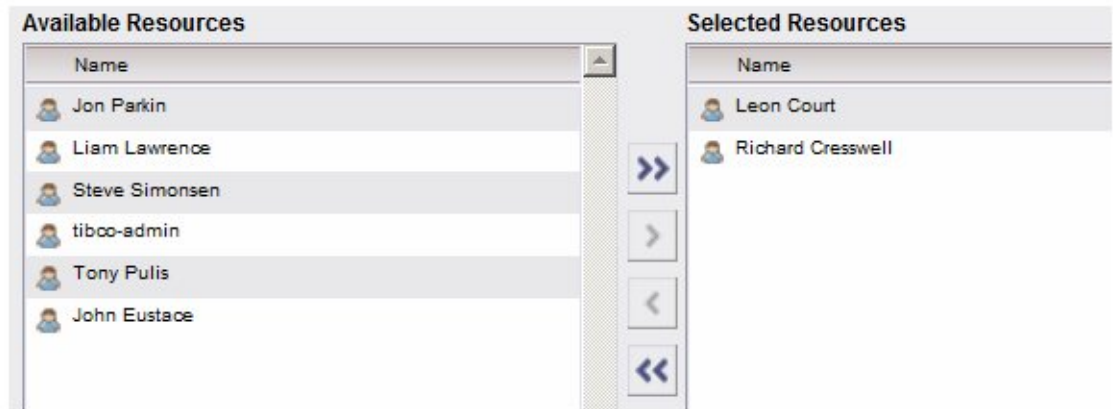 Available Resources
Name
Jon Parkin
Liam Lawrence
Steve Simonsen
tibco-admin
Tony Pulis
John Eustace
Selected Resources
Name
Leon Court
Richard Cresswell